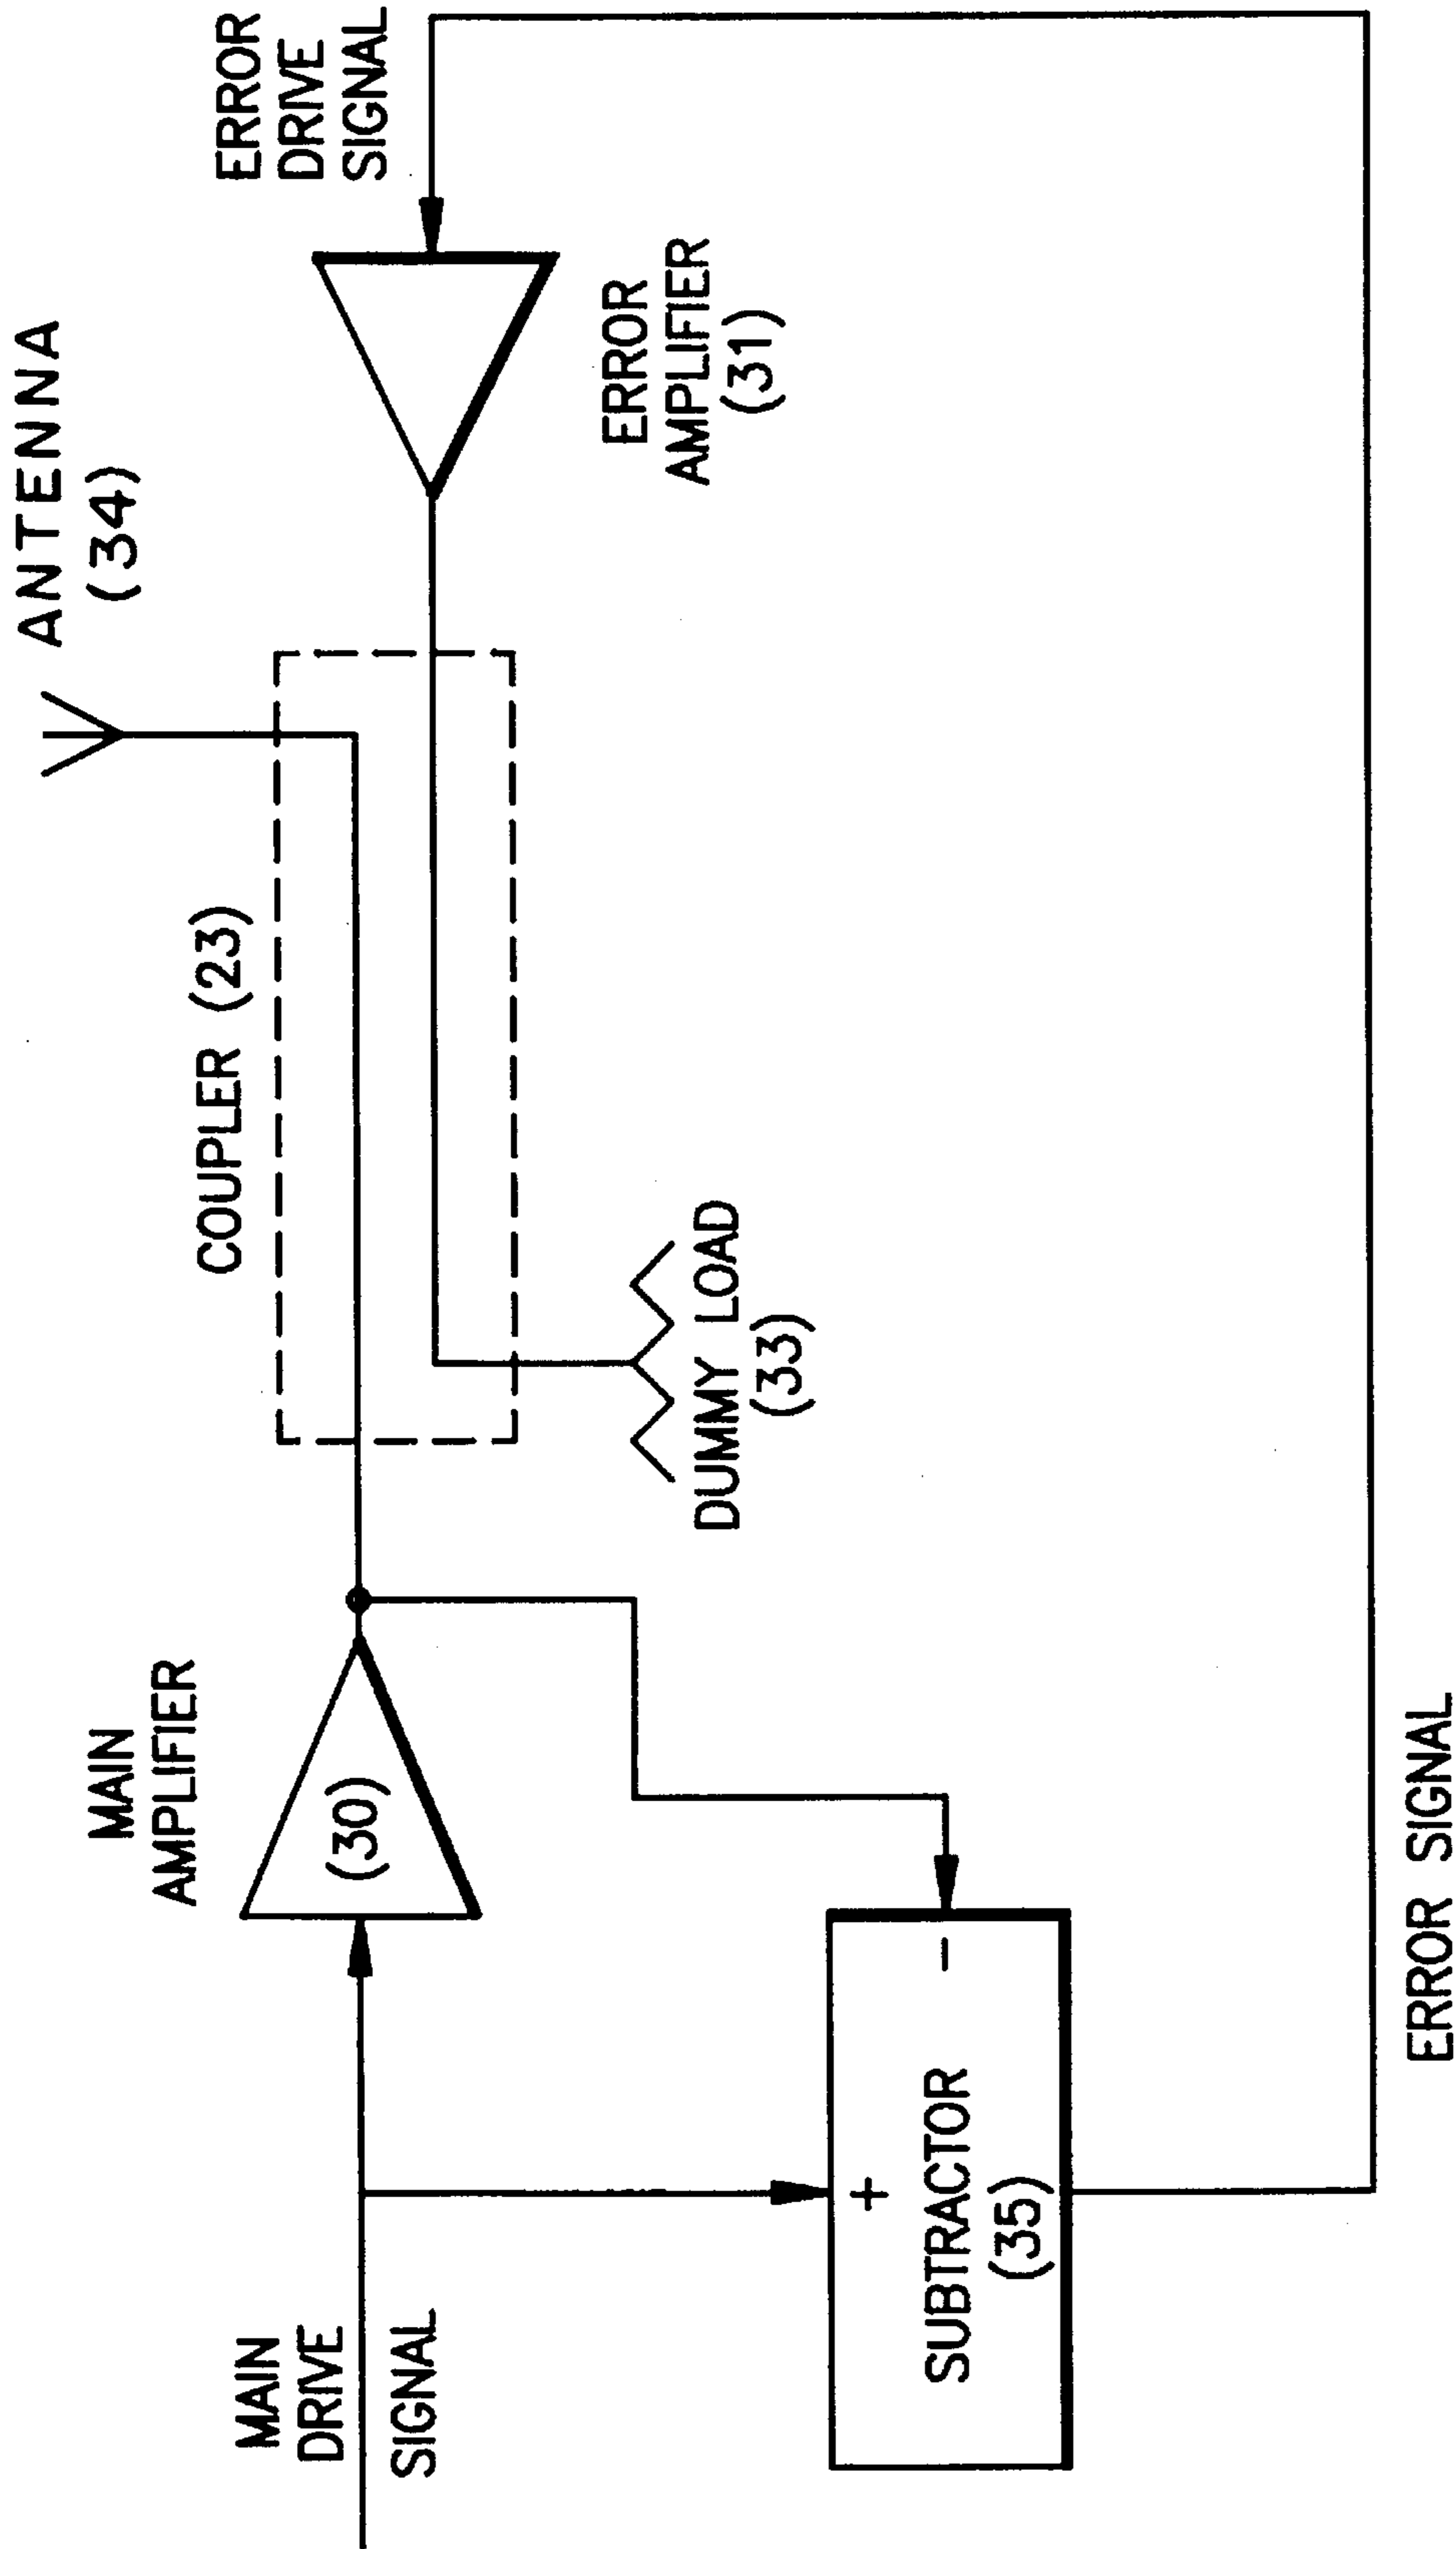 MAIN
DRIVE
SIGNAL
MAIN
AMPLIFIER
(30)
COUPLER (23)
ANTENNA
(34)
ERROR
DRIVE
SIGNAL
ERROR
AMPLIFIER
(31)
DUMMY LOAD
(33)
+
-
SUBTRACTOR
(35)
ERROR SIGNAL